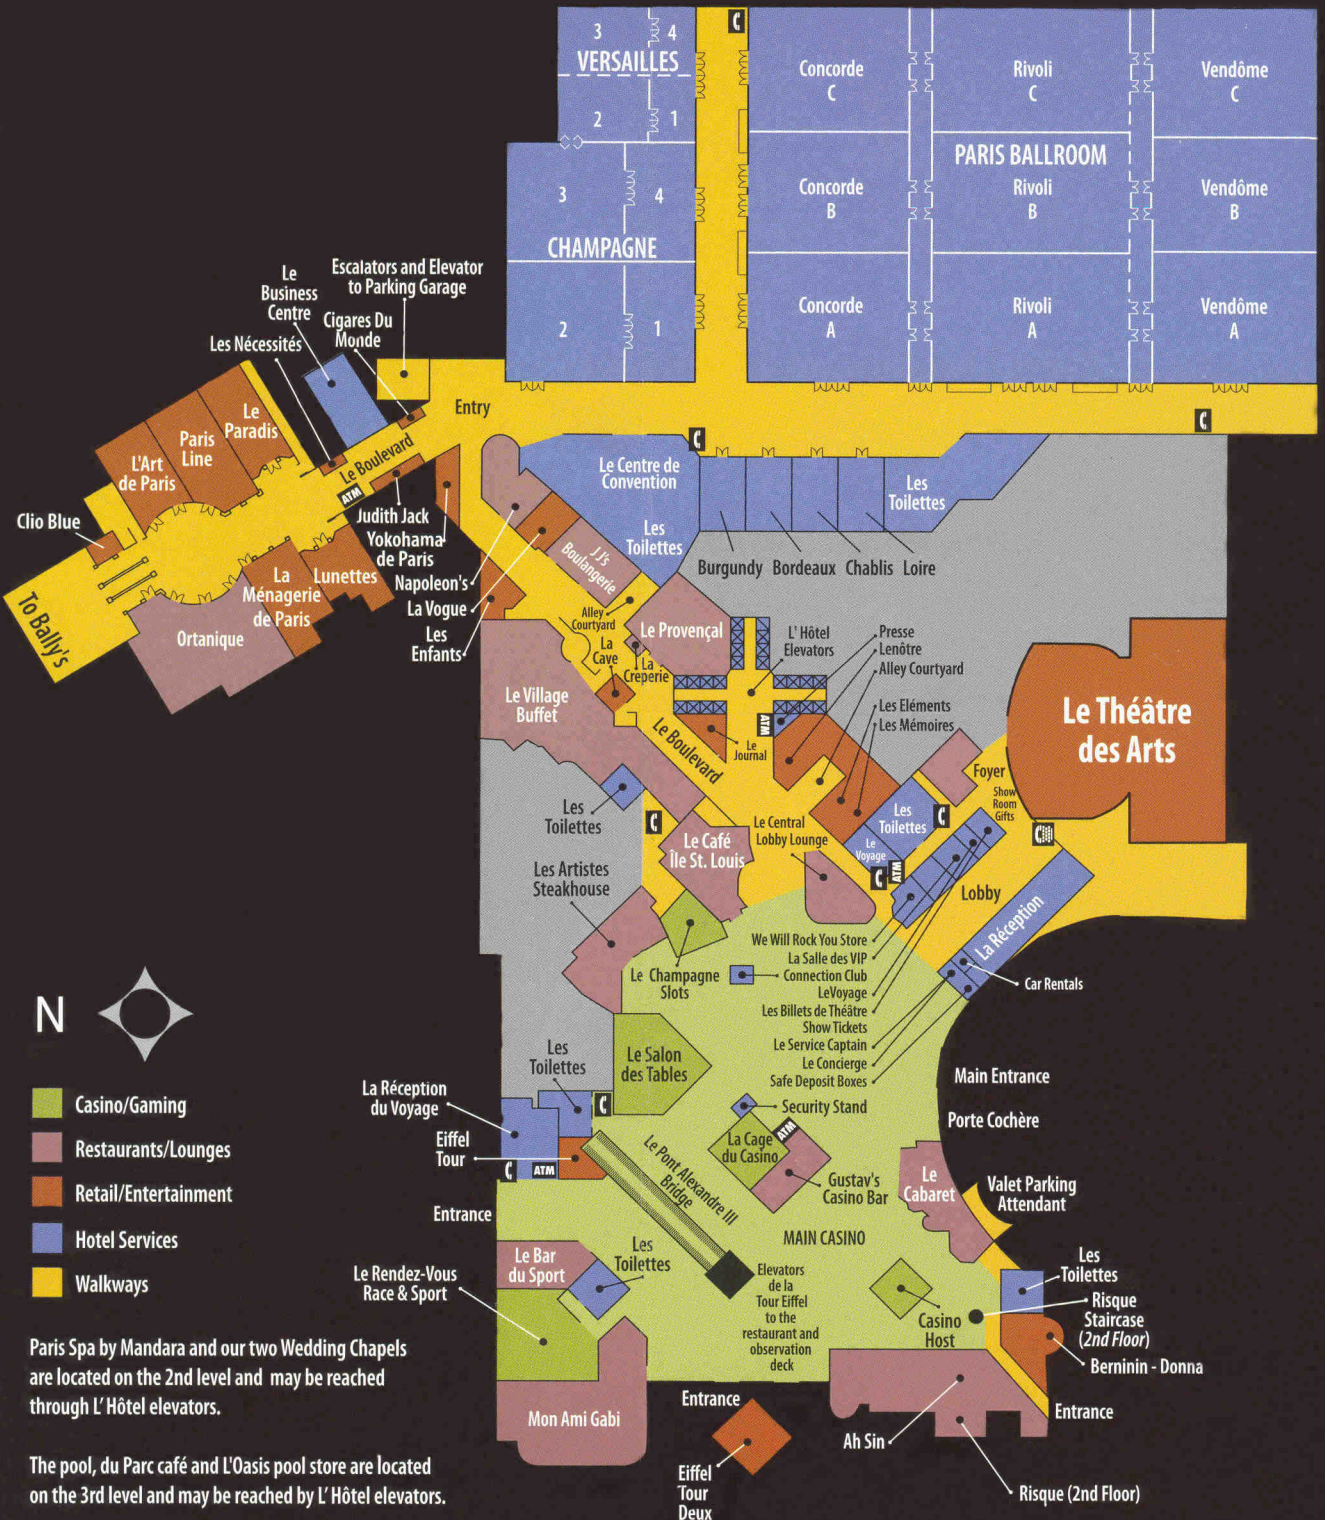 3
4
VERSAILLES
2
1
3
4
CHAMPAGNE
2
1
Concorde
C
Rivoli
C
Vendôme
C
PARIS BALLROOM
Concorde
B
Rivoli
B
Vendôme
B
Concorde
A
Rivoli
A
Vendôme
A
Escalators and Elevator
to Parking Garage
Le
Business
Centre
Cigares Du
Monde
Les Nécessités
Entry
Le Boulevard
Le
Paradis
Paris
Line
L'Art
de Paris
ATM
Judith Jack
Yokohama
de Paris
Clio Blue
To Bally's
Lunettes
La
Ménagerie
de Paris
Ortanique
Napoleon's
La Vogue
Les
Enfants
Le Centre de
Convention
Les
Toilettes
Les
Toilettes
JJ's
Boulangerie
Burgundy
Bordeaux
Chablis
Loire
Alley
Courtyard
La
Cave
La
Creperie
Le Provençal
L' Hôtel
Elevators
Presse
Lenôtre
Alley Courtyard
Les Eléments
Les Mémoires
Le Village
Buffet
Le Boulevard
Le
Journal
ATM
Le Théâtre
des Arts
Foyer
Show
Room
Gifts
Les
Toilettes
Les
Toilettes
Le Central
Lobby Lounge
Le
Voyage
ATM
Le Café
Île St. Louis
Lobby
La Réception
Les Artistes
Steakhouse
Le Champagne
Slots
We Will Rock You Store
La Salle des VIP
Connection Club
LeVoyage
Les Billets de Théâtre
Show Tickets
Le Service Captain
Le Concierge
Safe Deposit Boxes
Car Rentals
N
Casino/Gaming
Restaurants/Lounges
Retail/Entertainment
Hotel Services
Walkways
Les
Toilettes
Le Salon
des Tables
La Réception
du Voyage
Eiffel
Tour
ATM
Entrance
Le Pont Alexandre III
Bridge
Security Stand
La Cage
du Casino
ATM
Gustav's
Casino Bar
MAIN CASINO
Main Entrance
Porte Cochère
Le
Cabaret
Valet Parking
Attendant
Le Bar
du Sport
Les
Toilettes
Le Rendez-Vous
Race & Sport
Elevators
de la
Tour Eiffel
to the
restaurant and
observation
deck
Casino
Host
Les
Toilettes
Risque
Staircase
(2nd Floor)
Berninin - Donna
Entrance
Mon Ami Gabi
Entrance
Eiffel
Tour
Deux
Ah Sin
Risque (2nd Floor)
Paris Spa by Mandara and our two Wedding Chapels
are located on the 2nd level and may be reached
through L' Hôtel elevators.
The pool, du Parc café and L'Oasis pool store are located
on the 3rd level and may be reached by L' Hôtel elevators.